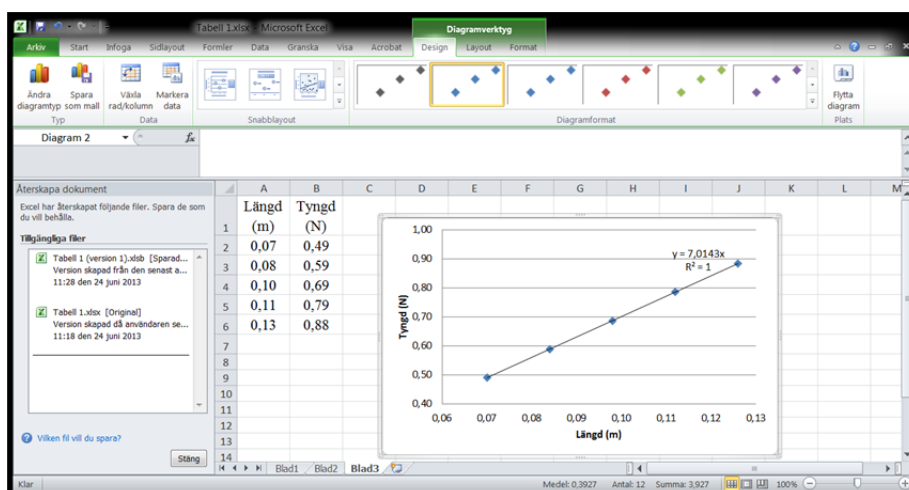 Tabell 1.xlsx - Microsoft Excel
Diagramverktyg
Arkiv Start Infoga Sidlayout Formler Data Granska Visa Acrobat Design Layout Format
Ändra diagramtyp
Spara som mall
Växla rad/kolumn
Markera data
Flytta diagram
Typ Data Snabblayout Diagramformat Plats
Diagram 2 fx
Återskapa dokument
Excel har återskapat följande filer. Spara de som
du vill behålla.
Tillgängliga filer
Tabell 1 (version 1).xlsb [Sparad...
Version skapad från den senast a...
11:28 den 24 juni 2013
Tabell 1.xlsx [Original]
Version skapad då användaren se...
11:18 den 24 juni 2013
Vilken fil vill du spara?
Stäng
A B C D E F G H I J K L M
Längd Tyngd
1 (m) (N)
2 0,07 0,49
3 0,08 0,59
4 0,10 0,69
5 0,11 0,79
6 0,13 0,88
7
8
9
10
11
12
13
14
1,00
0,90
0,80
0,70
0,60
0,50
0,40
Tyngd (N)
y = 7,0143x
R² = 1
0,06 0,07 0,08 0,09 0,10 0,11 0,12 0,13
Längd (m)
Blad1 Blad2 Blad3
Klar Medel: 0,3927 Antal: 12 Summa: 3,927 100%